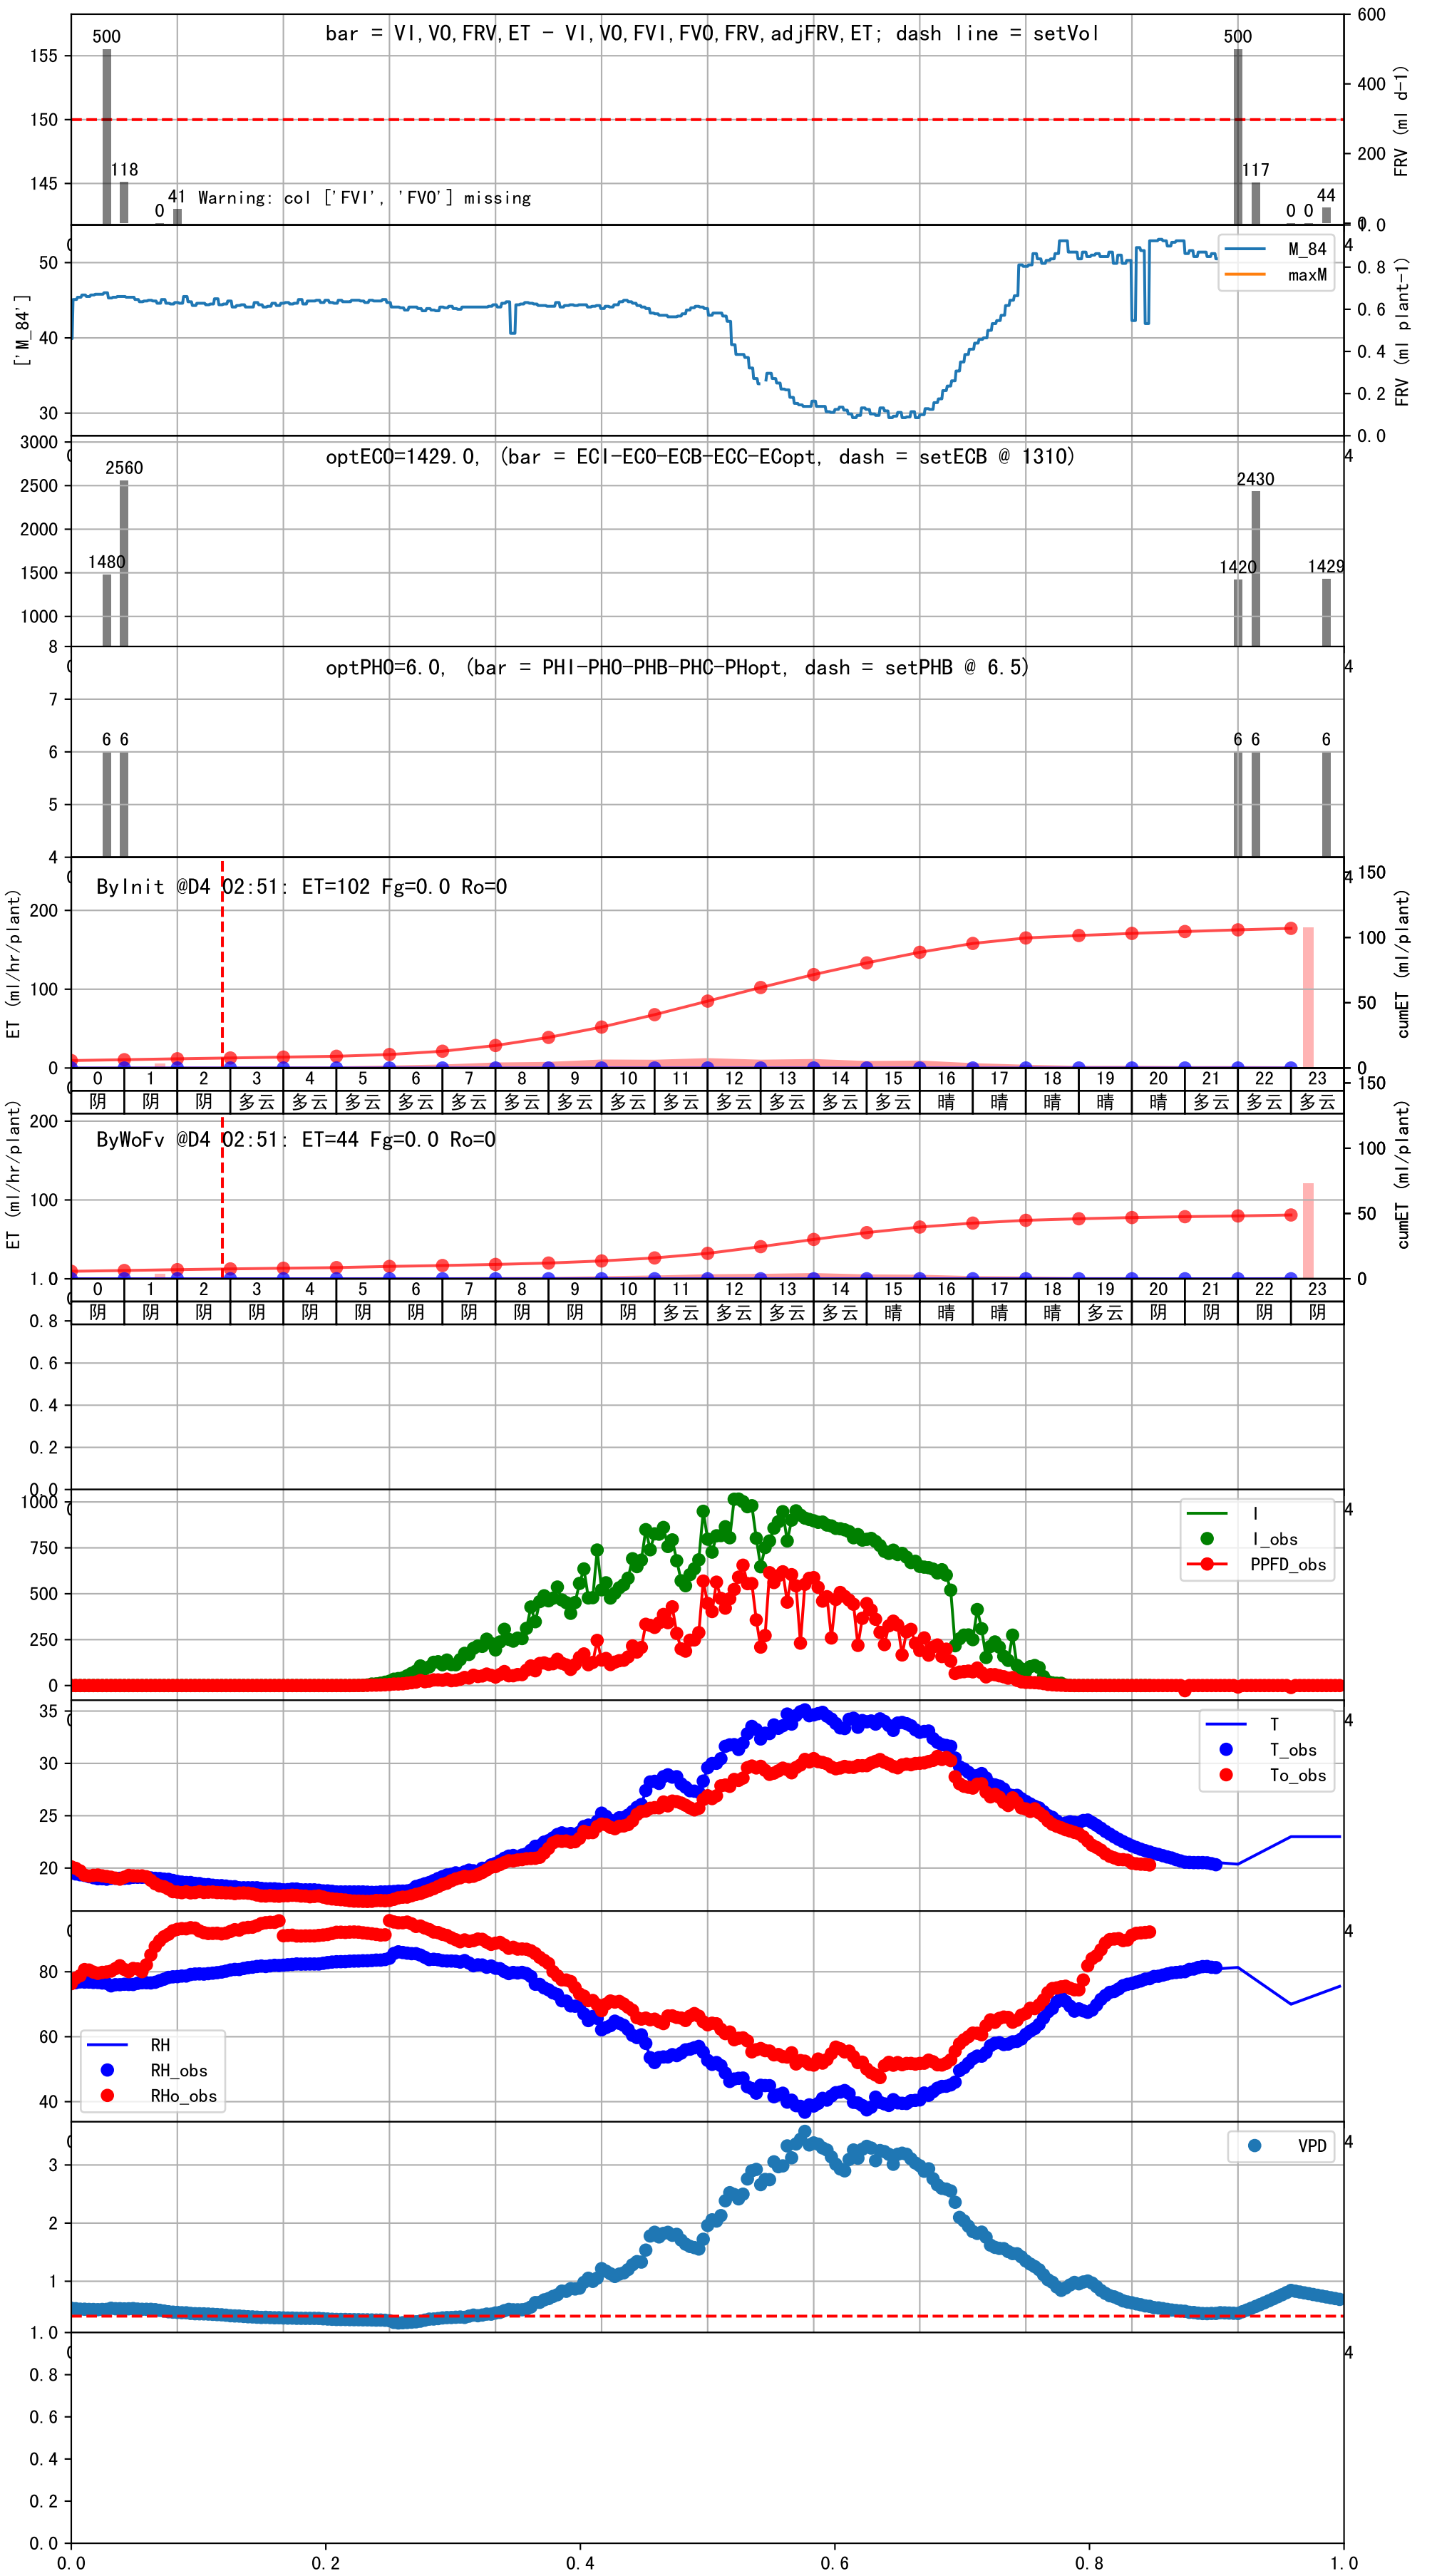 bar = VI,VO,FRV,ET - VI,VO,FVI,FVO,FRV,adjFRV,ET; dash line = setVol
500
118
0
41
Warning: col ['FVI', 'FVO'] missing
500
117
0 0
44
155
150
145
600
400
200
0
FRV (ml d-1)
M_84
maxM
['M_84']
50
40
30
1.0
0.8
0.6
0.4
0.2
0.0
FRV (ml plant-1)
optECO=1429.0, (bar = ECI-ECO-ECB-ECC-ECopt, dash = setECB @ 1310)
3000
2500
2000
1500
1000
1480
2560
1420
2430
1429
4
optPHO=6.0, (bar = PHI-PHO-PHB-PHC-PHopt, dash = setPHB @ 6.5)
8
7
6
5
4
6 6
6 6
6
4
ByInit @D4 02:51: ET=102 Fg=0.0 Ro=0
ET (ml/hr/plant)
200
100
0
150
100
50
0
cumET (ml/plant)
0 1 2 3 4 5 6 7 8 9 10 11 12 13 14 15 16 17 18 19 20 21 22 23
阴 阴 阴 多云 多云 多云 多云 多云 多云 多云 多云 多云 多云 多云 多云 多云 晴 晴 晴 晴 晴 多云 多云 多云
ByWoFv @D4 02:51: ET=44 Fg=0.0 Ro=0
ET (ml/hr/plant)
200
100
150
100
50
0
cumET (ml/plant)
0 1 2 3 4 5 6 7 8 9 10 11 12 13 14 15 16 17 18 19 20 21 22 23
阴 阴 阴 阴 阴 阴 阴 阴 阴 阴 阴 多云 多云 多云 多云 晴 晴 晴 晴 多云 阴 阴 阴 阴
1.0
0.8
0.6
0.4
0.2
0.0
I
I_obs
PPFD_obs
1000
750
500
250
0
4
T
T_obs
To_obs
35
30
25
20
4
RH
RH_obs
RHo_obs
80
60
40
4
VPD
3
2
1
4
1.0
0.8
0.6
0.4
0.2
0.0
4
0.0 0.2 0.4 0.6 0.8 1.0